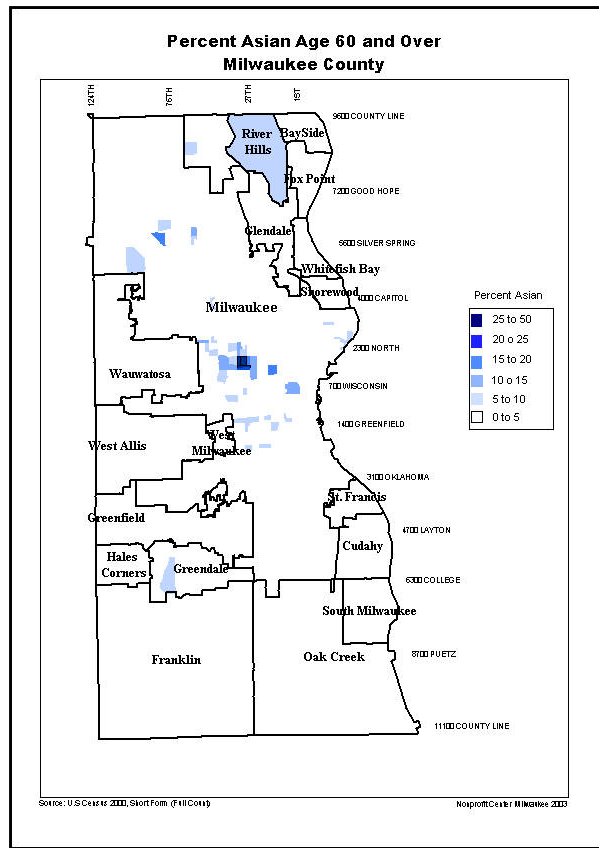 Percent Asian Age 60 and Over
Milwaukee County
124TH
76TH
27TH
1ST
9600 COUNTY LINE
River
Hills
BaySide
Fox Point
7200 GOOD HOPE
Glendale
5600 SILVER SPRING
Whitefish Bay
Shorewood
4000 CAPITOL
Milwaukee
Percent Asian
25 to 50
20 o 25
15 to 20
10 o 15
5 to 10
0 to 5
2300 NORTH
Wauwatosa
700 WISCONSIN
1400 GREENFIELD
West Allis
West
Milwaukee
3100 OKLAHOMA
St. Francis
Greenfield
4700 LAYTON
Cudahy
Hales
Corners
Greendale
6300 COLLEGE
South Milwaukee
Franklin
Oak Creek
8700 PUETZ
11100 COUNTY LINE
Source: U.S Census 2000, Short Form (Full Count)
Nonprofit Center Milwaukee 2003